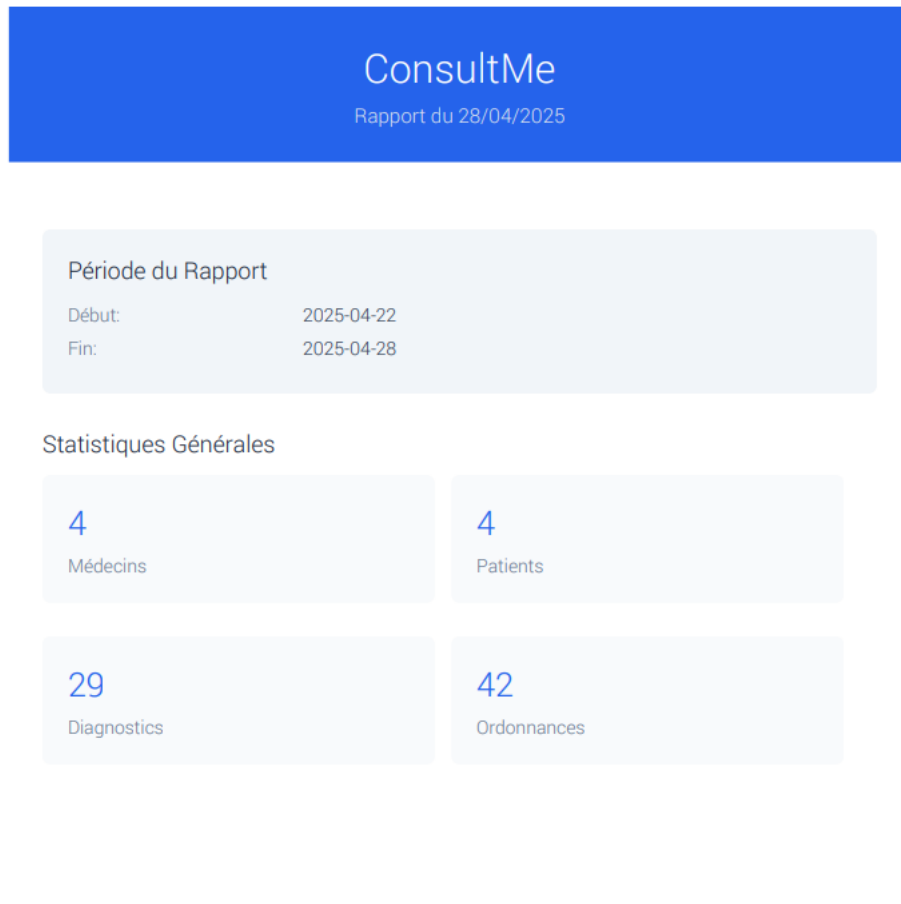 ConsultMe
Rapport du 28/04/2025
Période du Rapport
Début: 2025-04-22
Fin: 2025-04-28
Statistiques Générales
4 4
Médecins Patients
29 42
Diagnostics Ordonnances